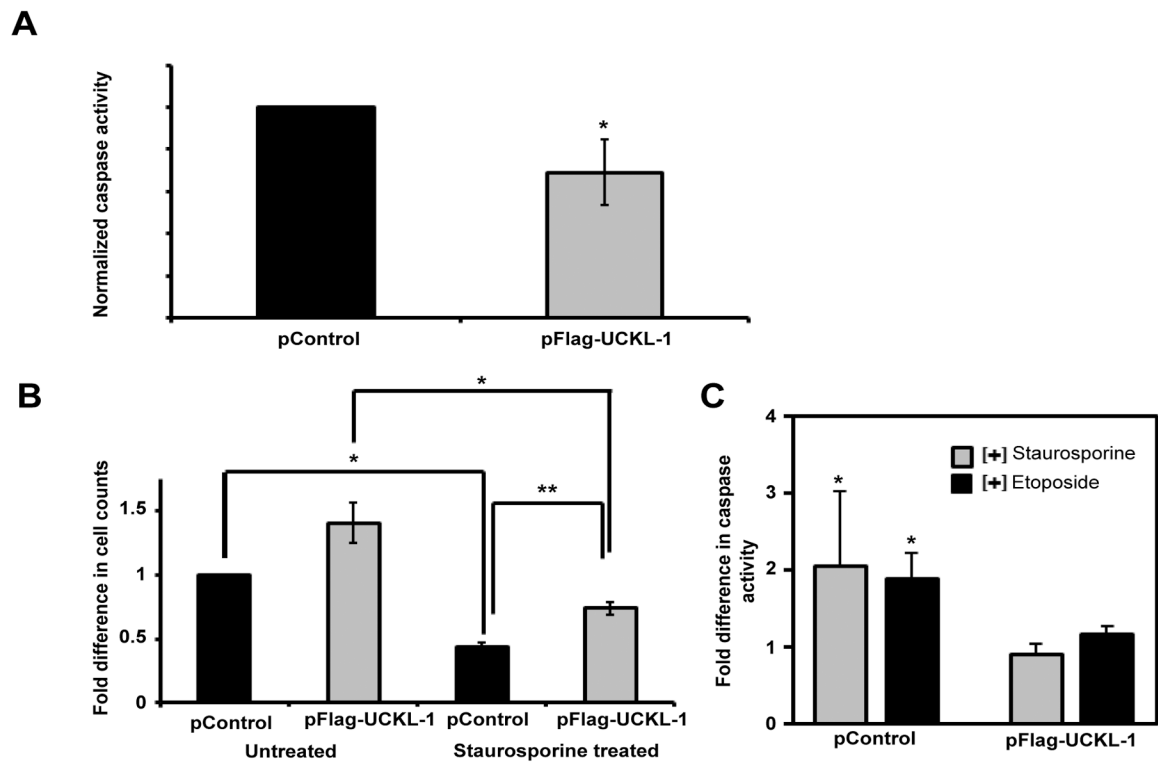 A
Normalized caspase activity
*
pControl
pFlag-UCKL-1
B
Fold difference in cell counts
1.5
1
0.5
0
*
*
**
pControl
pFlag-UCKL-1
pControl
pFlag-UCKL-1
Untreated
Staurosporine treated
C
Fold difference in caspase
activity
4
3
2
1
0
[+] Staurosporine
[+] Etoposide
*
*
pControl
pFlag-UCKL-1